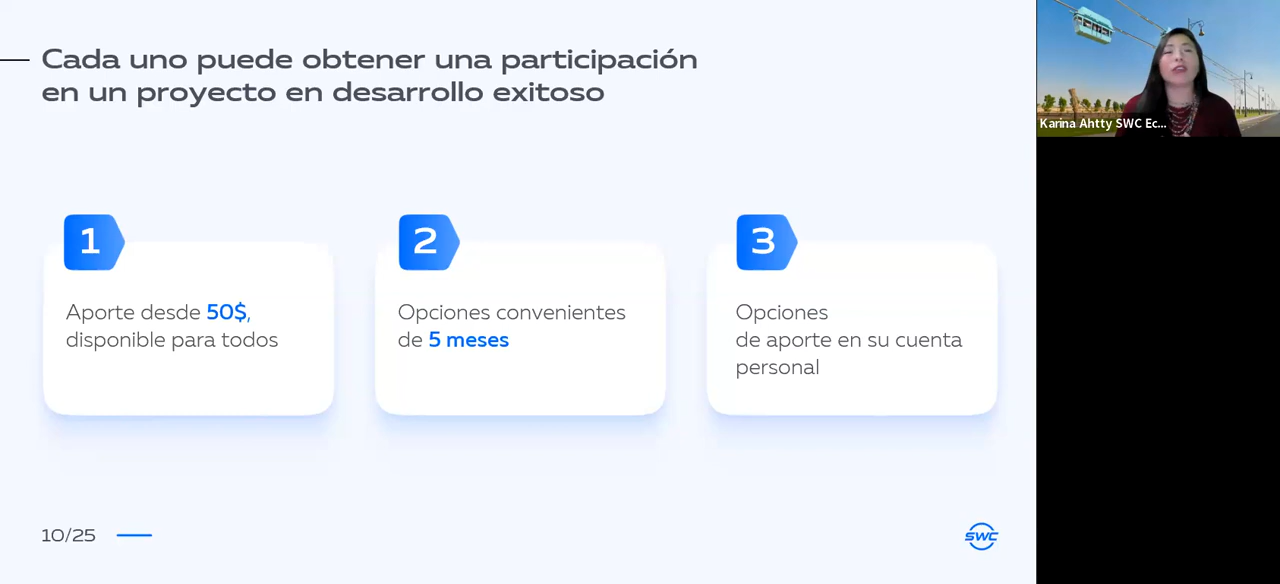 Cada uno puede obtener una participación
en un proyecto en desarrollo exitoso
1
Aporte desde 50$,
disponible para todos
2
Opciones convenientes
de 5 meses
3
Opciones
de aporte en su cuenta
personal
10/25
SWC
Karina Ahtty SWC Ec...